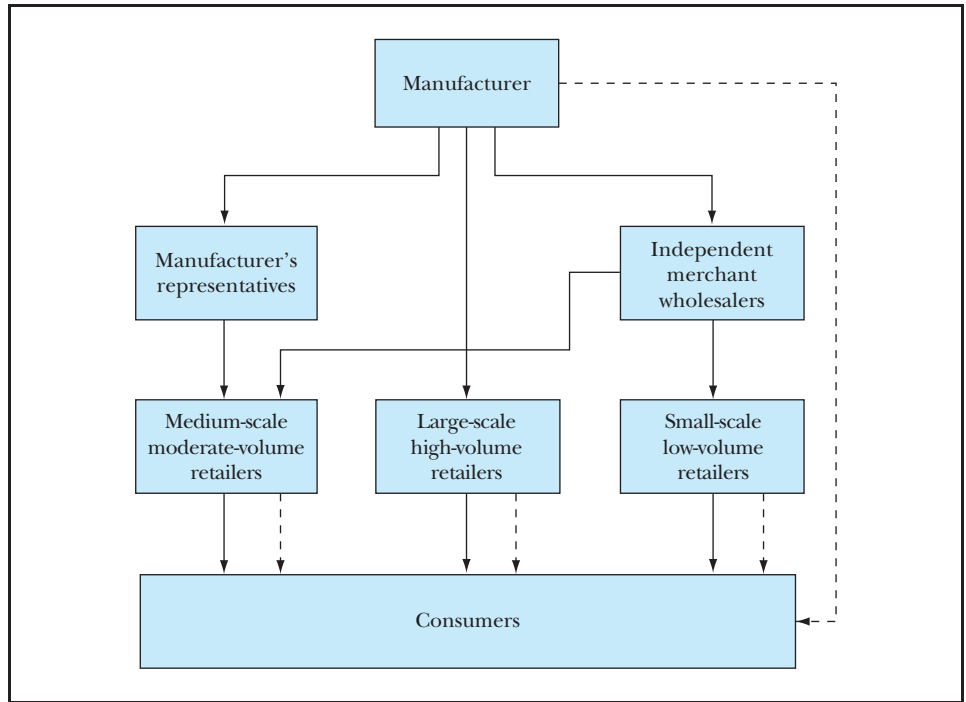 Manufacturer
Manufacturer’s
representatives
Independent
merchant
wholesalers
Medium-scale
moderate-volume
retailers
Large-scale
high-volume
retailers
Small-scale
low-volume
retailers
Consumers